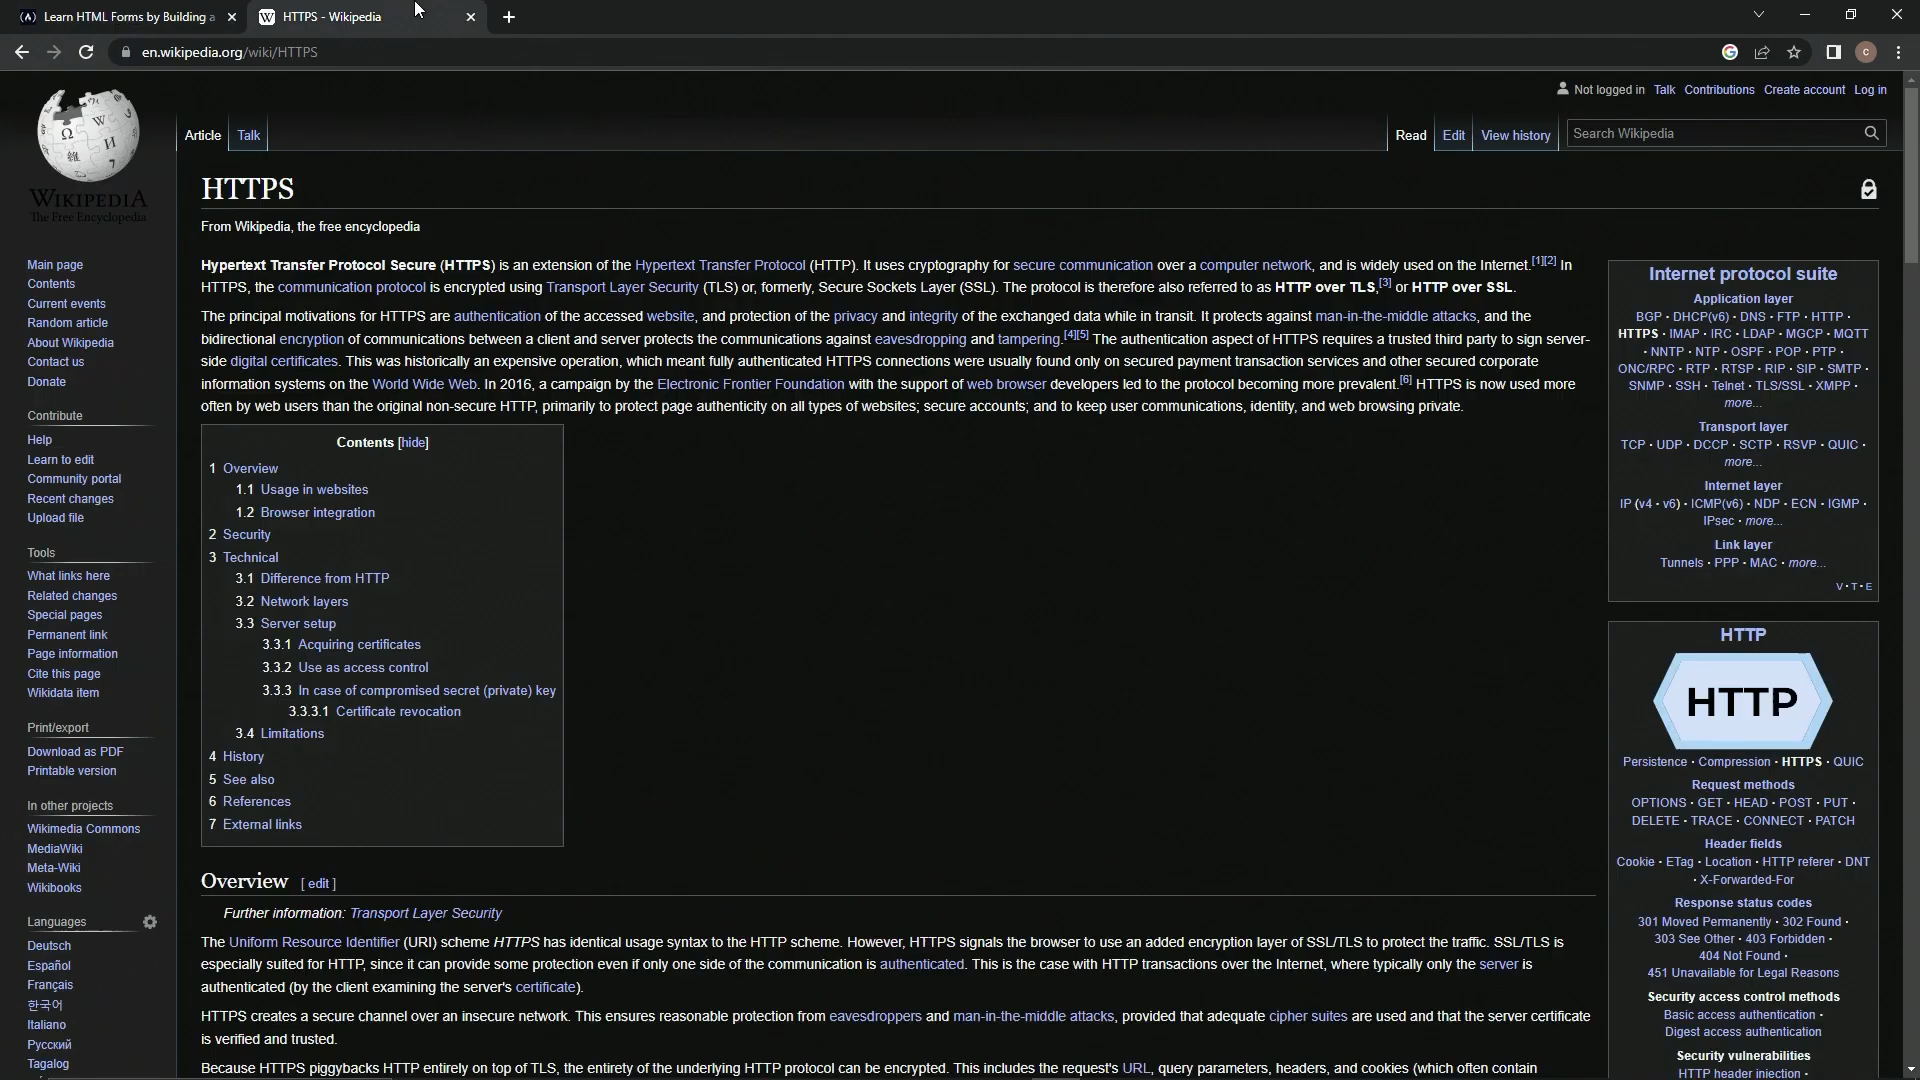 Learn HTML Forms by Building a
HTTPS - Wikipedia
en.wikipedia.org/wiki/HTTPS
Not logged in Talk Contributions Create account Log in
WIKIPEDIA
The Free Encyclopedia
Article Talk
Read Edit View history Search Wikipedia
HTTPS
From Wikipedia, the free encyclopedia
Hypertext Transfer Protocol Secure (HTTPS) is an extension of the Hypertext Transfer Protocol (HTTP). It uses cryptography for secure communication over a computer network, and is widely used on the Internet.[1][2] In
HTTPS, the communication protocol is encrypted using Transport Layer Security (TLS) or, formerly, Secure Sockets Layer (SSL). The protocol is therefore also referred to as HTTP over TLS,[3] or HTTP over SSL.
The principal motivations for HTTPS are authentication of the accessed website, and protection of the privacy and integrity of the exchanged data while in transit. It protects against man-in-the-middle attacks, and the
bidirectional encryption of communications between a client and server protects the communications against eavesdropping and tampering.[4][5] The authentication aspect of HTTPS requires a trusted third party to sign server-
side digital certificates. This was historically an expensive operation, which meant fully authenticated HTTPS connections were usually found only on secured payment transaction services and other secured corporate
information systems on the World Wide Web. In 2016, a campaign by the Electronic Frontier Foundation with the support of web browser developers led to the protocol becoming more prevalent.[6] HTTPS is now used more
often by web users than the original non-secure HTTP, primarily to protect page authenticity on all types of websites; secure accounts; and to keep user communications, identity, and web browsing private.
Main page
Contents
Current events
Random article
About Wikipedia
Contact us
Donate
Contribute
Help
Learn to edit
Community portal
Recent changes
Upload file
Tools
What links here
Related changes
Special pages
Permanent link
Page information
Cite this page
Wikidata item
Print/export
Download as PDF
Printable version
In other projects
Wikimedia Commons
MediaWiki
Meta-Wiki
Wikibooks
Languages
Deutsch
Español
Français
한국어
Italiano
Русский
Tagalog
Contents [hide]
1 Overview
1.1 Usage in websites
1.2 Browser integration
2 Security
3 Technical
3.1 Difference from HTTP
3.2 Network layers
3.3 Server setup
3.3.1 Acquiring certificates
3.3.2 Use as access control
3.3.3 In case of compromised secret (private) key
3.3.3.1 Certificate revocation
3.4 Limitations
4 History
5 See also
6 References
7 External links
Overview [ edit ]
Further information: Transport Layer Security
The Uniform Resource Identifier (URI) scheme HTTPS has identical usage syntax to the HTTP scheme. However, HTTPS signals the browser to use an added encryption layer of SSL/TLS to protect the traffic. SSL/TLS is
especially suited for HTTP, since it can provide some protection even if only one side of the communication is authenticated. This is the case with HTTP transactions over the Internet, where typically only the server is
authenticated (by the client examining the server's certificate).
HTTPS creates a secure channel over an insecure network. This ensures reasonable protection from eavesdroppers and man-in-the-middle attacks, provided that adequate cipher suites are used and that the server certificate
is verified and trusted.
Because HTTPS piggybacks HTTP entirely on top of TLS, the entirety of the underlying HTTP protocol can be encrypted. This includes the request's URL, query parameters, headers, and cookies (which often contain
Internet protocol suite
Application layer
BGP · DHCP(v6) · DNS · FTP · HTTP ·
HTTPS · IMAP · IRC · LDAP · MGCP · MQTT
· NNTP · NTP · OSPF · POP · PTP ·
ONC/RPC · RTP · RTSP · RIP · SIP · SMTP ·
SNMP · SSH · Telnet · TLS/SSL · XMPP ·
more...
Transport layer
TCP · UDP · DCCP · SCTP · RSVP · QUIC ·
more...
Internet layer
IP (v4 · v6) · ICMP(v6) · NDP · ECN · IGMP ·
IPsec · more...
Link layer
Tunnels · PPP · MAC · more...
V · T · E
HTTP
HTTP
Persistence · Compression · HTTPS · QUIC
Request methods
OPTIONS · GET · HEAD · POST · PUT ·
DELETE · TRACE · CONNECT · PATCH
Header fields
Cookie · ETag · Location · HTTP referer · DNT
· X-Forwarded-For
Response status codes
301 Moved Permanently · 302 Found ·
303 See Other · 403 Forbidden ·
404 Not Found ·
451 Unavailable for Legal Reasons
Security access control methods
Basic access authentication ·
Digest access authentication
Security vulnerabilities
HTTP header injection ·